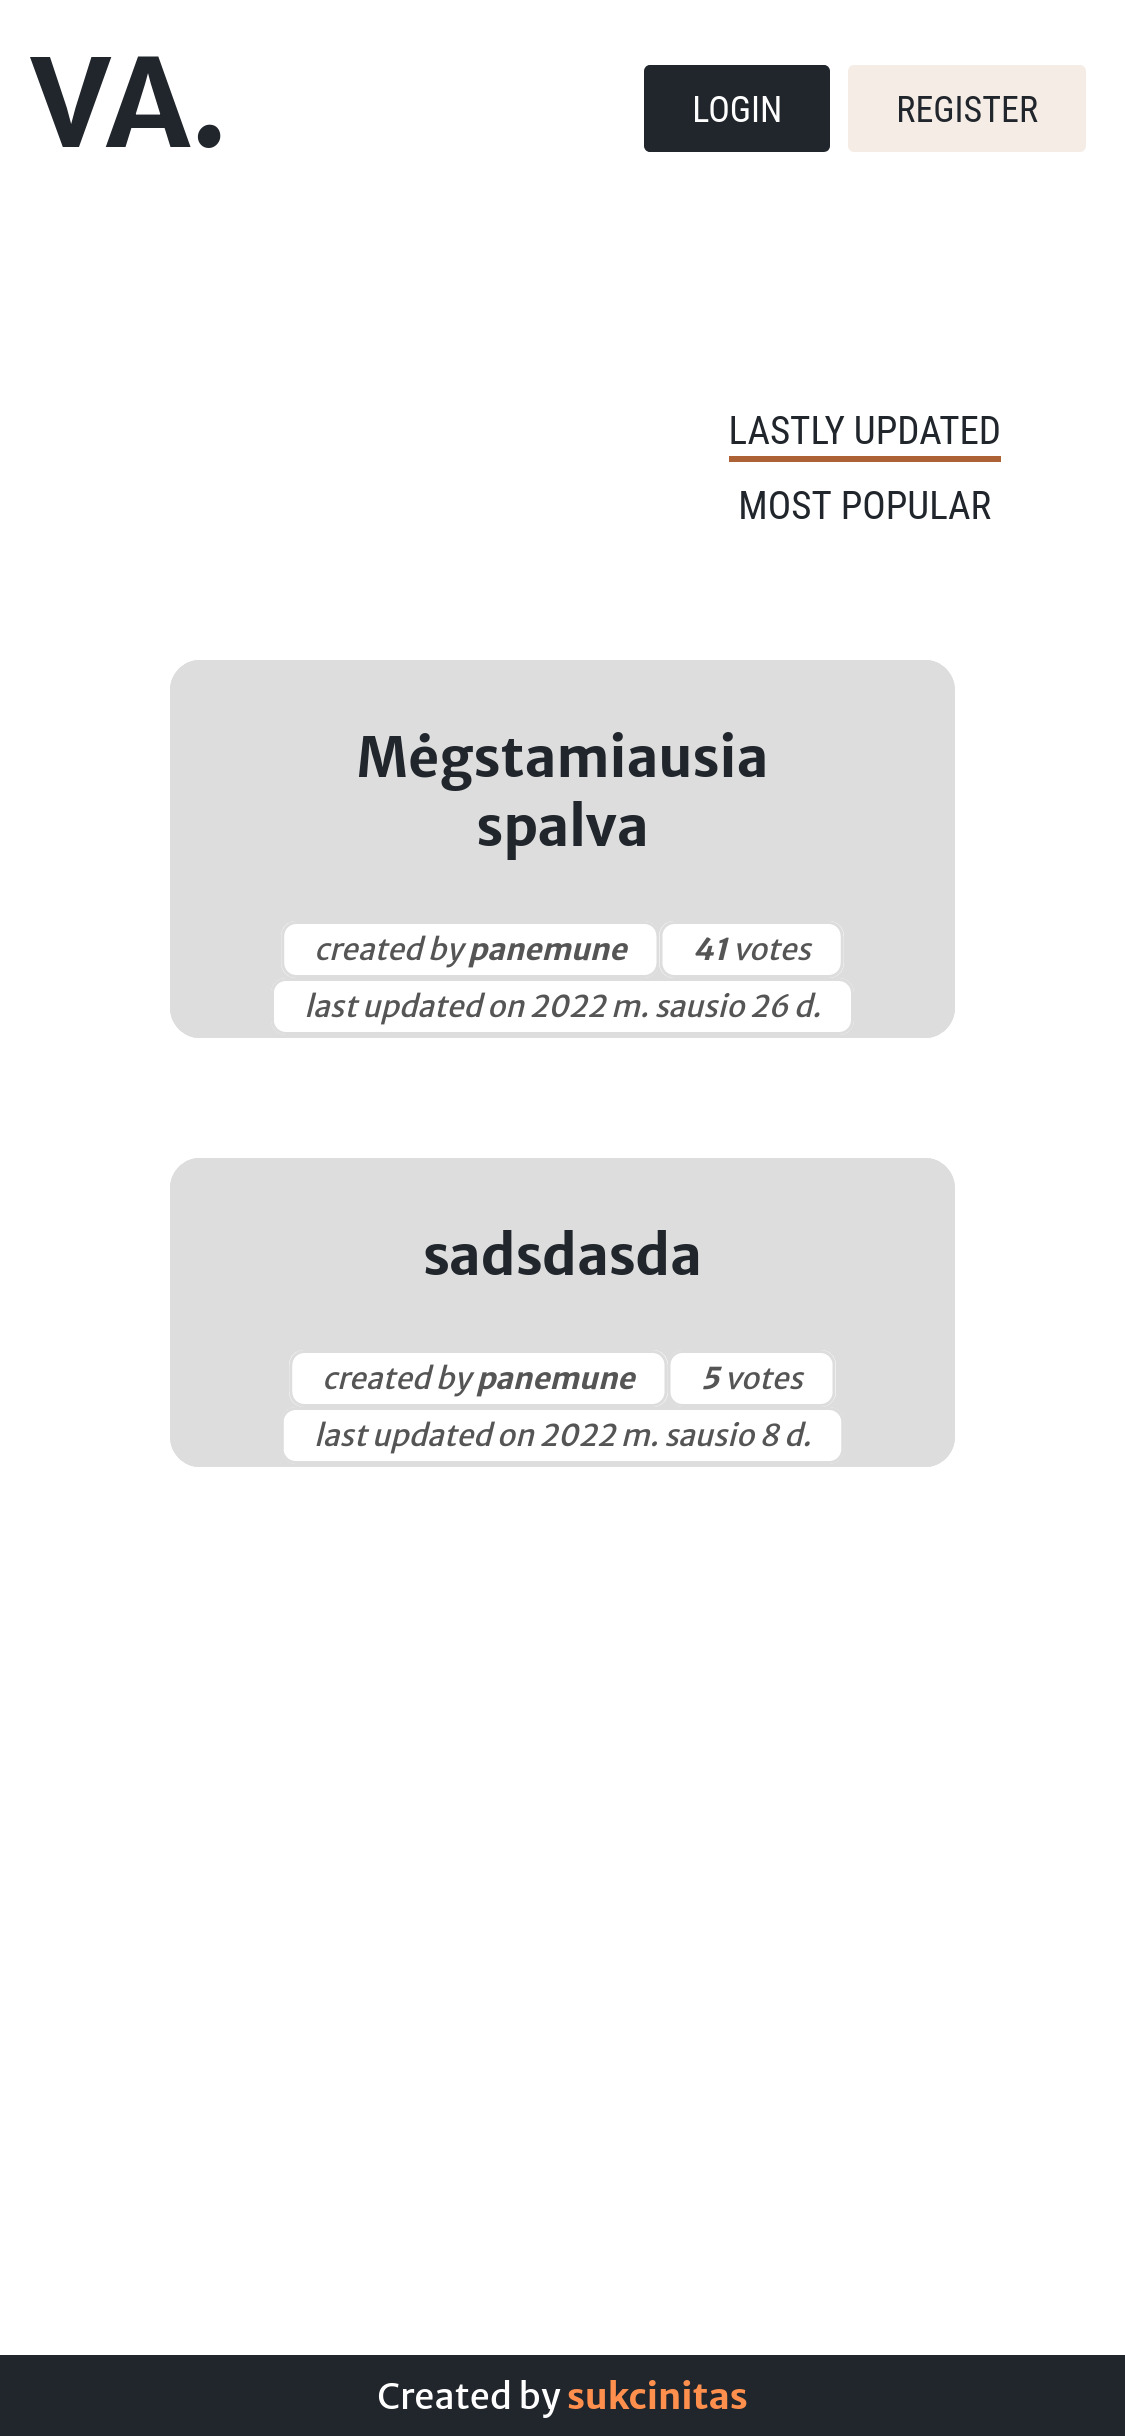 VA.
LOGIN
REGISTER
LASTLY UPDATED
MOST POPULAR
Mėgstamiausia
spalva
created by panemune
41 votes
last updated on 2022 m. sausio 26 d.
sadsdasda
created by panemune
5 votes
last updated on 2022 m. sausio 8 d.
Created by sukcinitas